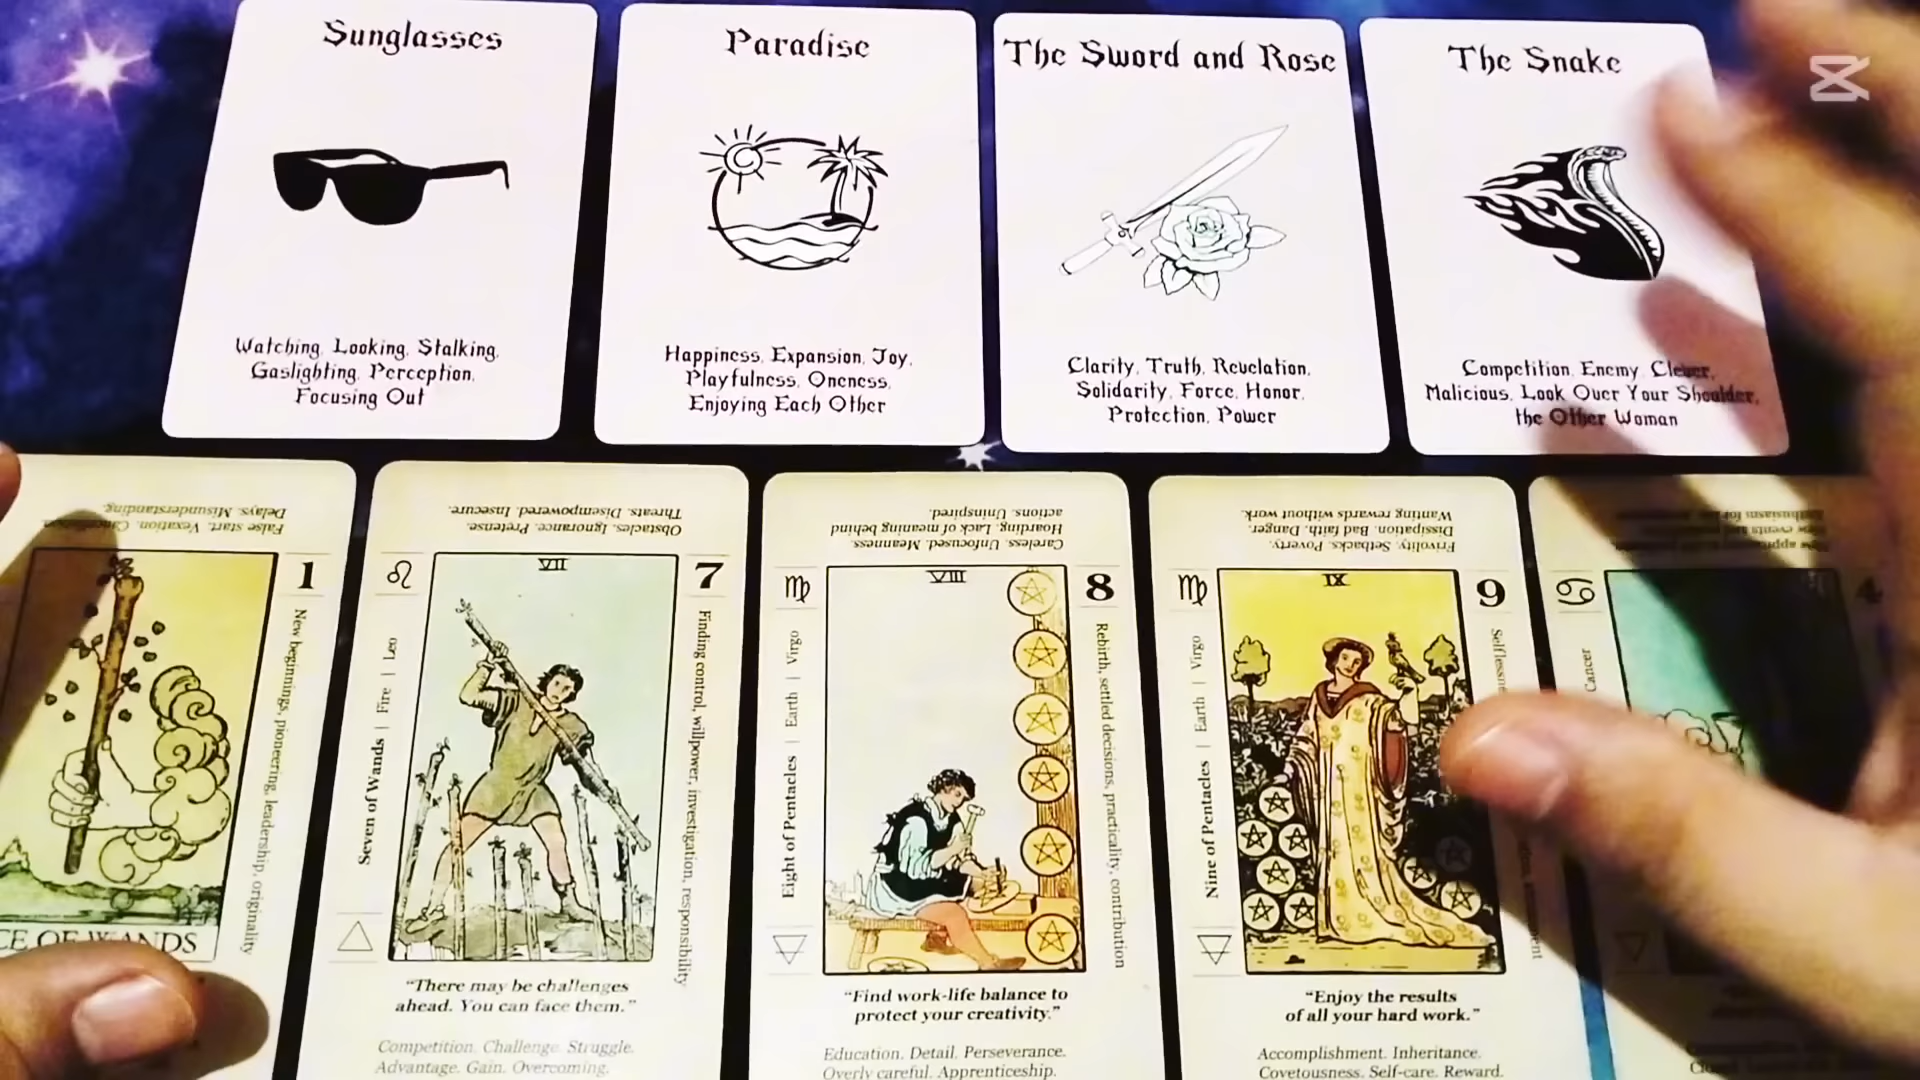 Sunglasses
Watching, Looking, Stalking,
Gaslighting, Perception,
Focusing Out
Paradise
Happiness, Expansion, Joy,
Playfulness, Oneness,
Enjoying Each Other
The Sword and Rose
Clarity, Truth, Revelation,
Solidarity, Force, Honor,
Protection, Power
The Snake
Competition, Enemy, Clever,
Malicious, Look Over Your Shoulder,
the Other Woman
False start. Vexation. Cancellation.
Delays. Misunderstanding.
1
New beginnings, pioneering, leadership, originality
CE OF WANDS
Obstacles. Ignorance. Pretense.
Threats. Disempowered. Insecure.
VII
7
Seven of Wands | Fire | Leo
Finding control, willpower, investigation, responsibility
“There may be challenges
ahead. You can face them.”
Competition. Challenge. Struggle.
Advantage. Gain. Overcoming.
Careless. Unfocused. Meanness.
Hoarding. Lack of meaning behind
actions. Uninspired.
VIII
8
Eight of Pentacles | Earth | Virgo
Rebirth, settled decisions, practicality, contribution
“Find work-life balance to
protect your creativity.”
Education. Detail. Perseverance.
Overly careful. Apprenticeship.
Frivolity. Setbacks. Poverty.
Dissipation. Bad faith. Danger.
Wanting rewards without work.
IX
9
Nine of Pentacles | Earth | Virgo
“Enjoy the results
of all your hard work.”
Accomplishment. Inheritance.
Covetousness. Self-care. Reward.
4
Cancer